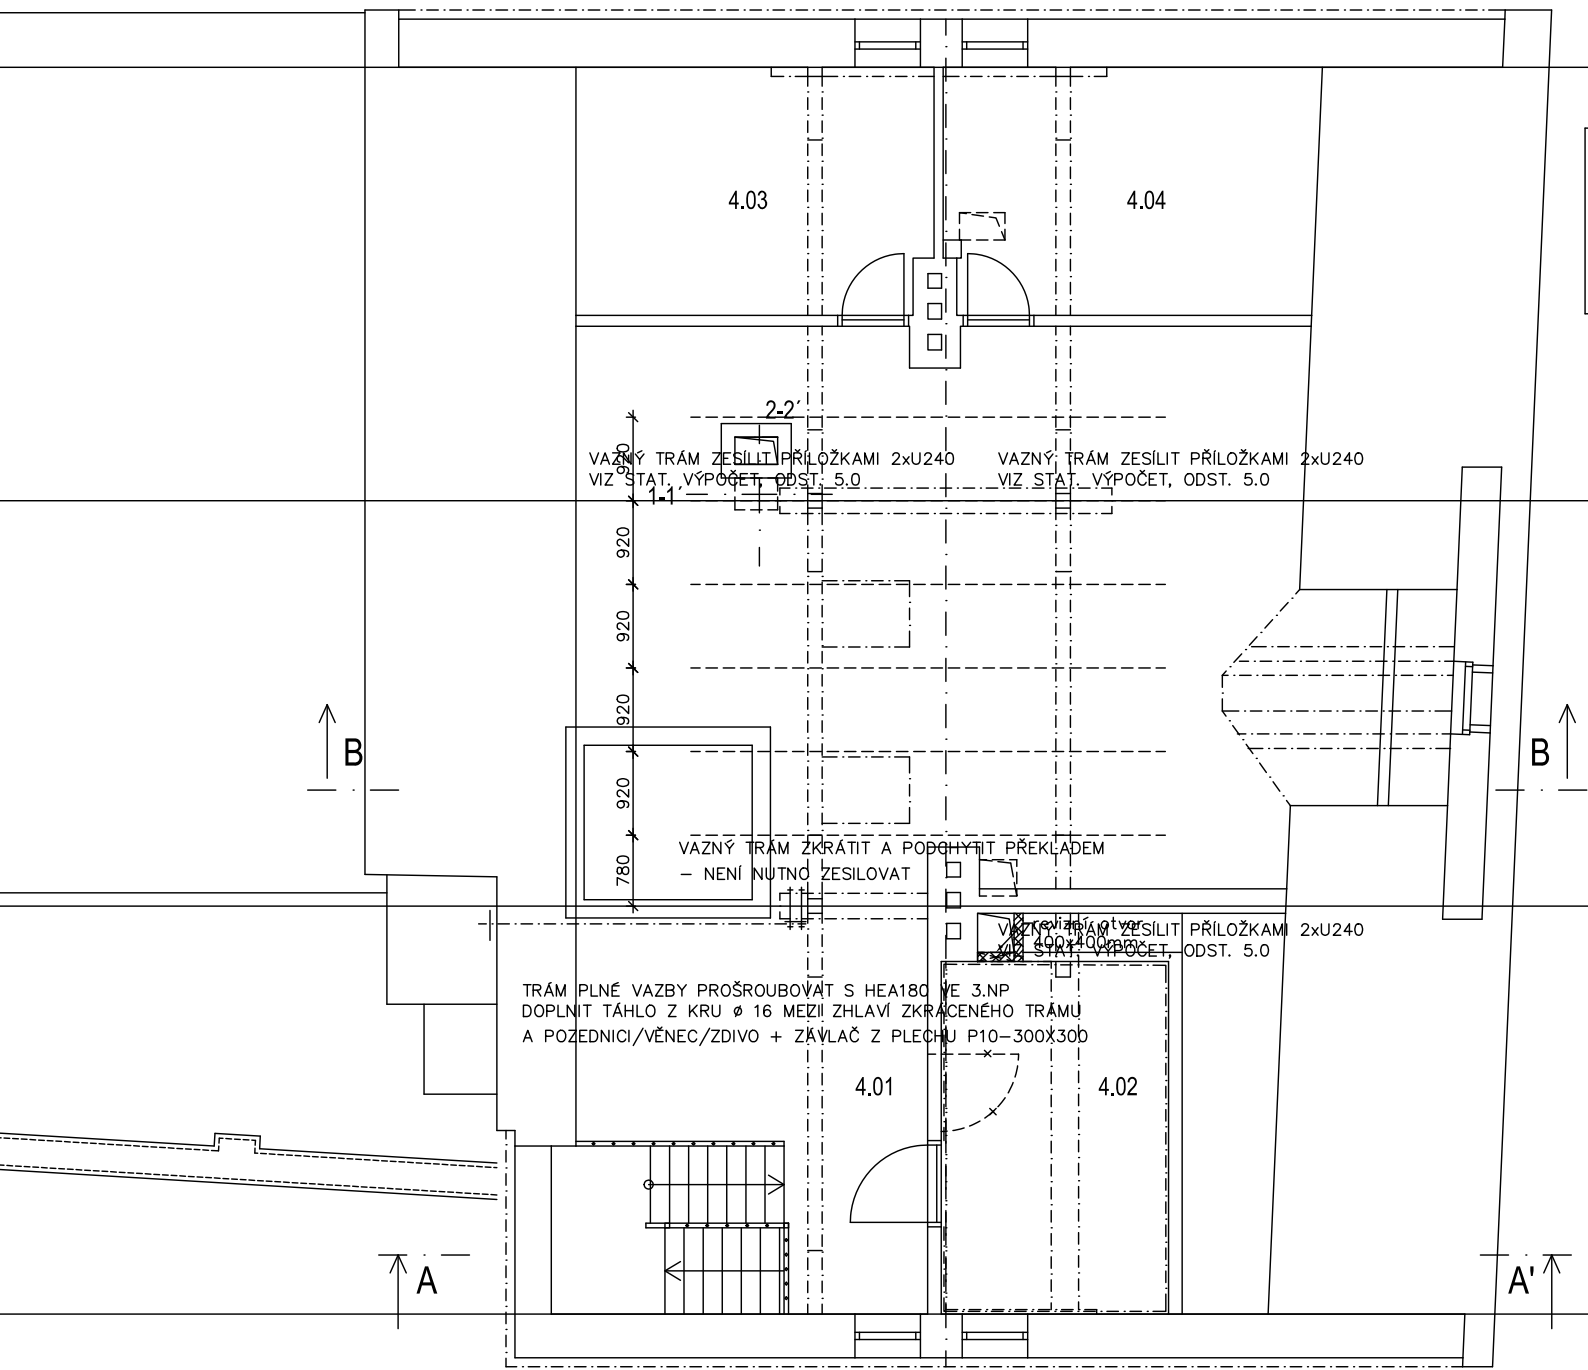 4.03
4.04
2-2´
920
VAZNÝ TRÁM ZESÍLIT PŘÍLOŽKAMI 2xU240
VIZ STAT. VÝPOČET, ODST. 5.0
VAZNÝ TRÁM ZESÍLIT PŘÍLOŽKAMI 2xU240
VIZ STAT. VÝPOČET, ODST. 5.0
1-1´
920
920
920
B
B
920
VAZNÝ TRÁM ZKRÁTIT A PODCHYTIT PŘEKLADEM
– NENÍ NUTNO ZESILOVAT
780
revizní otvor
400x400mm
VAZNÝ TRÁM ZESÍLIT PŘÍLOŽKAMI 2xU240
VIZ STAT. VÝPOČET, ODST. 5.0
TRÁM PLNÉ VAZBY PROŠROUBOVAT S HEA180 VE 3.NP
DOPLNIT TÁHLO Z KRU ø 16 MEZI ZHLAVÍ ZKRÁCENÉHO TRÁMU
A POZEDNICI/VĚNEC/ZDIVO + ZÁVLAČ Z PLECHU P10-300X300
4.01
4.02
A
A'